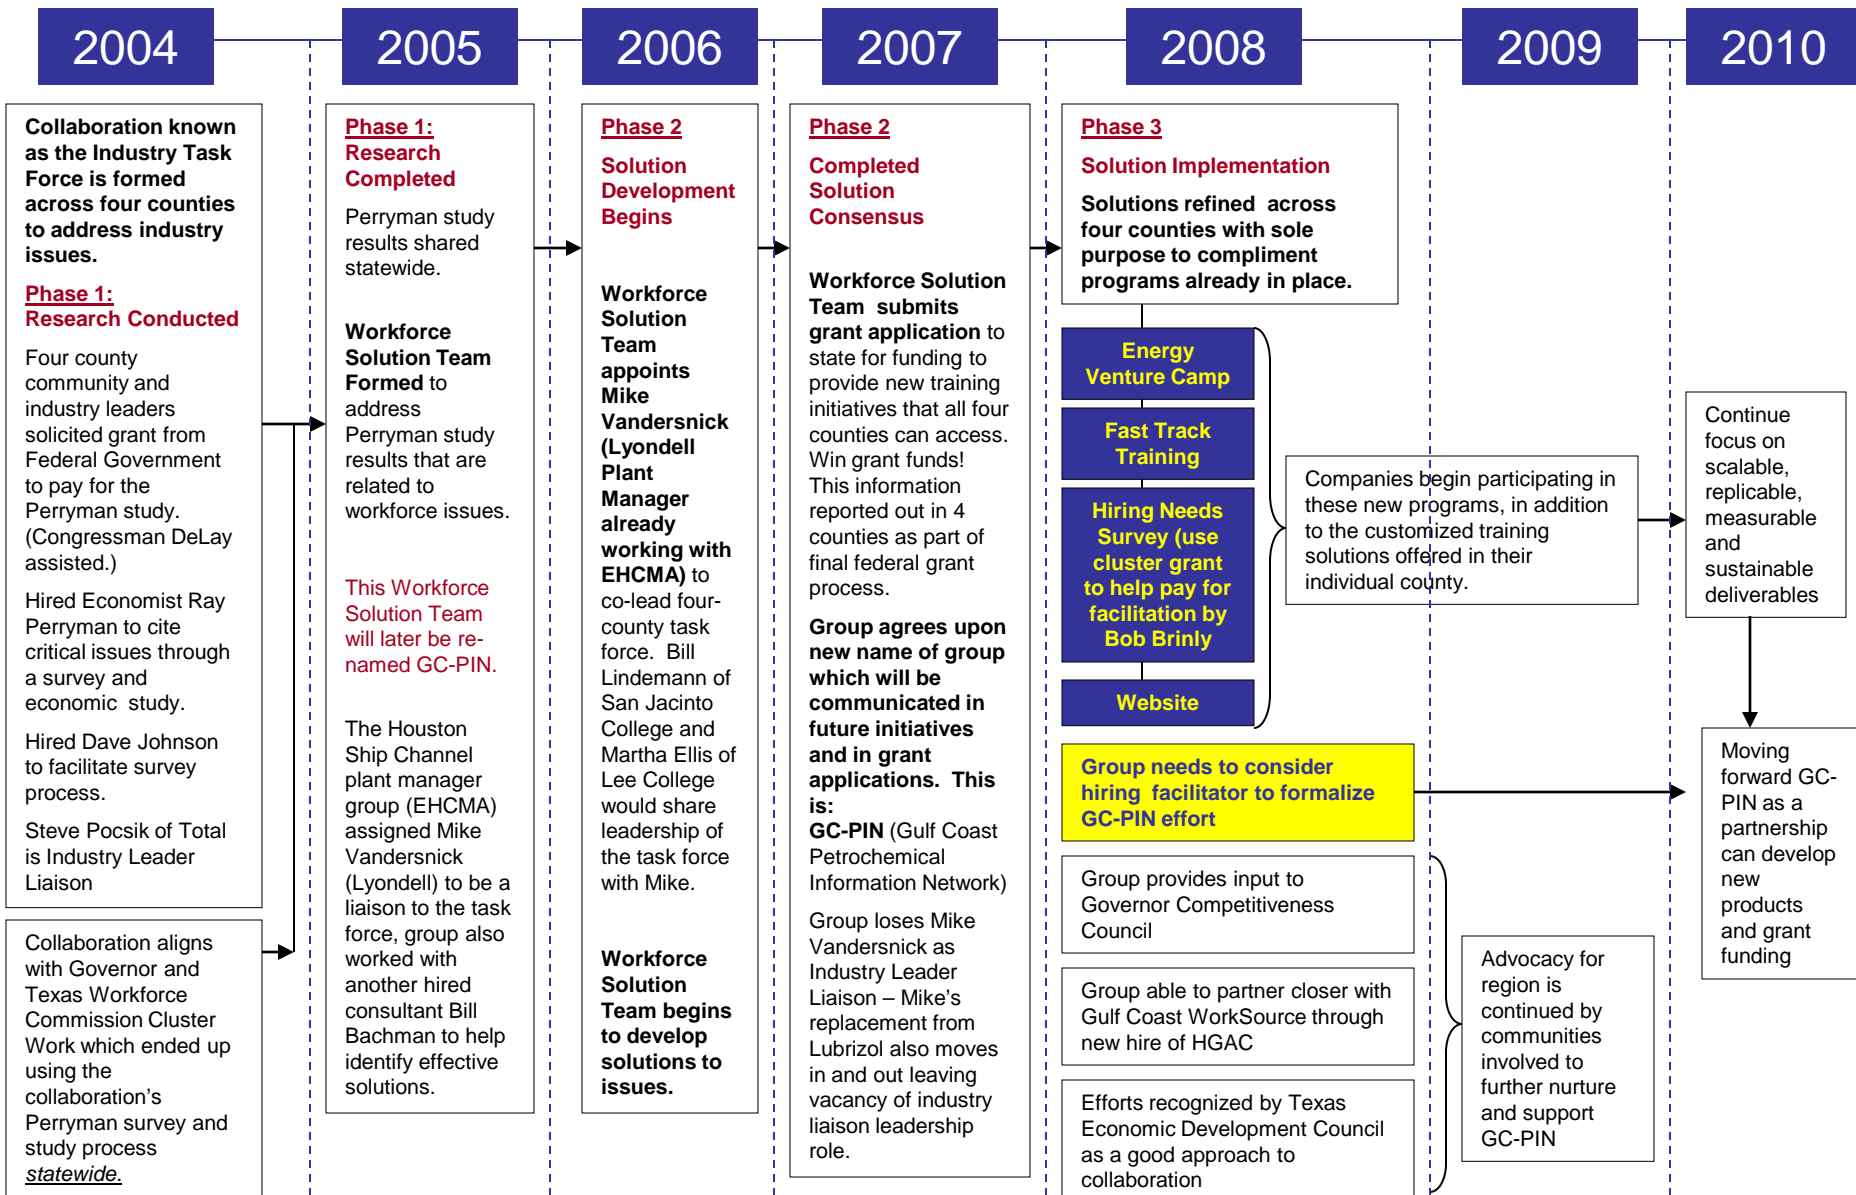 2004
2005
2006
2007
2008
2009
2010
Collaboration known
as the Industry Task
Force is formed
across four counties
to address industry
issues.
Phase 1:
Research Conducted
Four county
community and
industry leaders
solicited grant from
Federal Government
to pay for the
Perryman study.
(Congressman DeLay
assisted.)
Hired Economist Ray
Perryman to cite
critical issues through
a survey and
economic study.
Hired Dave Johnson
to facilitate survey
process.
Steve Pocsik of Total
is Industry Leader
Liaison
Collaboration aligns
with Governor and
Texas Workforce
Commission Cluster
Work which ended up
using the
collaboration's
Perryman survey and
study process
statewide.
Phase 1:
Research
Completed
Perryman study
results shared
statewide.
Workforce
Solution Team
Formed to
address
Perryman study
results that are
related to
workforce issues.
This Workforce
Solution Team
will later be re-
named GC-PIN.
The Houston
Ship Channel
plant manager
group (EHCMA)
assigned Mike
Vandersnick
(Lyondell) to be a
liaison to the task
force, group also
worked with
another hired
consultant Bill
Bachman to help
identify effective
solutions.
Phase 2
Solution
Development
Begins
Workforce
Solution
Team
appoints
Mike
Vandersnick
(Lyondell
Plant
Manager
already
working with
EHCMA) to
co-lead four-
county task
force. Bill
Lindemann of
San Jacinto
College and
Martha Ellis of
Lee College
would share
leadership of
the task force
with Mike.
Workforce
Solution
Team begins
to develop
solutions to
issues.
Phase 2
Completed
Solution
Consensus
Workforce Solution
Team submits
grant application to
state for funding to
provide new training
initiatives that all four
counties can access.
Win grant funds!
This information
reported out in 4
counties as part of
final federal grant
process.
Group agrees upon
new name of group
which will be
communicated in
future initiatives
and in grant
applications. This
is:
GC-PIN (Gulf Coast
Petrochemical
Information Network)
Group loses Mike
Vandersnick as
Industry Leader
Liaison – Mike's
replacement from
Lubrizol also moves
in and out leaving
vacancy of industry
liaison leadership
role.
Phase 3
Solution Implementation
Solutions refined across
four counties with sole
purpose to compliment
programs already in place.
Energy
Venture Camp
Fast Track
Training
Hiring Needs
Survey (use
cluster grant
to help pay for
facilitation by
Bob Brinly
Website
Group needs to consider
hiring facilitator to formalize
GC-PIN effort
Group provides input to
Governor Competitiveness
Council
Group able to partner closer with
Gulf Coast WorkSource through
new hire of HGAC
Efforts recognized by Texas
Economic Development Council
as a good approach to
collaboration
Companies begin participating in
these new programs, in addition
to the customized training
solutions offered in their
individual county.
Advocacy for
region is
continued by
communities
involved to
further nurture
and support
GC-PIN
Continue
focus on
scalable,
replicable,
measurable
and
sustainable
deliverables
Moving
forward GC-
PIN as a
partnership
can develop
new
products
and grant
funding